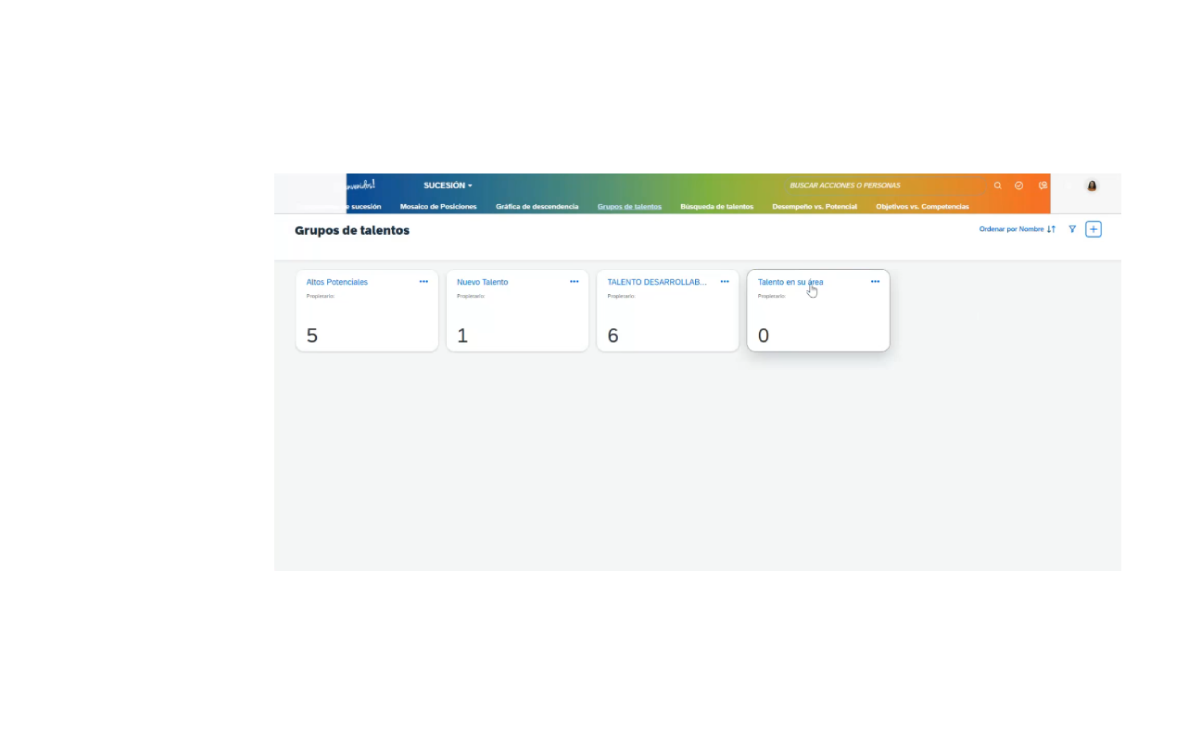 SUCESIÓN
BUSCAR ACCIONES O PERSONAS
sucesión Mosaico de Posiciones Gráfica de descendencia Grupos de talentos Búsqueda de talentos Desempeño vs. Potencial Objetivos vs. Competencias
Grupos de talentos
Ordenar por Nombre
Altos Potenciales
Propietario
5
Nuevo Talento
Propietario
1
TALENTO DESARROLLAB...
Propietario
6
Talento en su área
Propietario
0